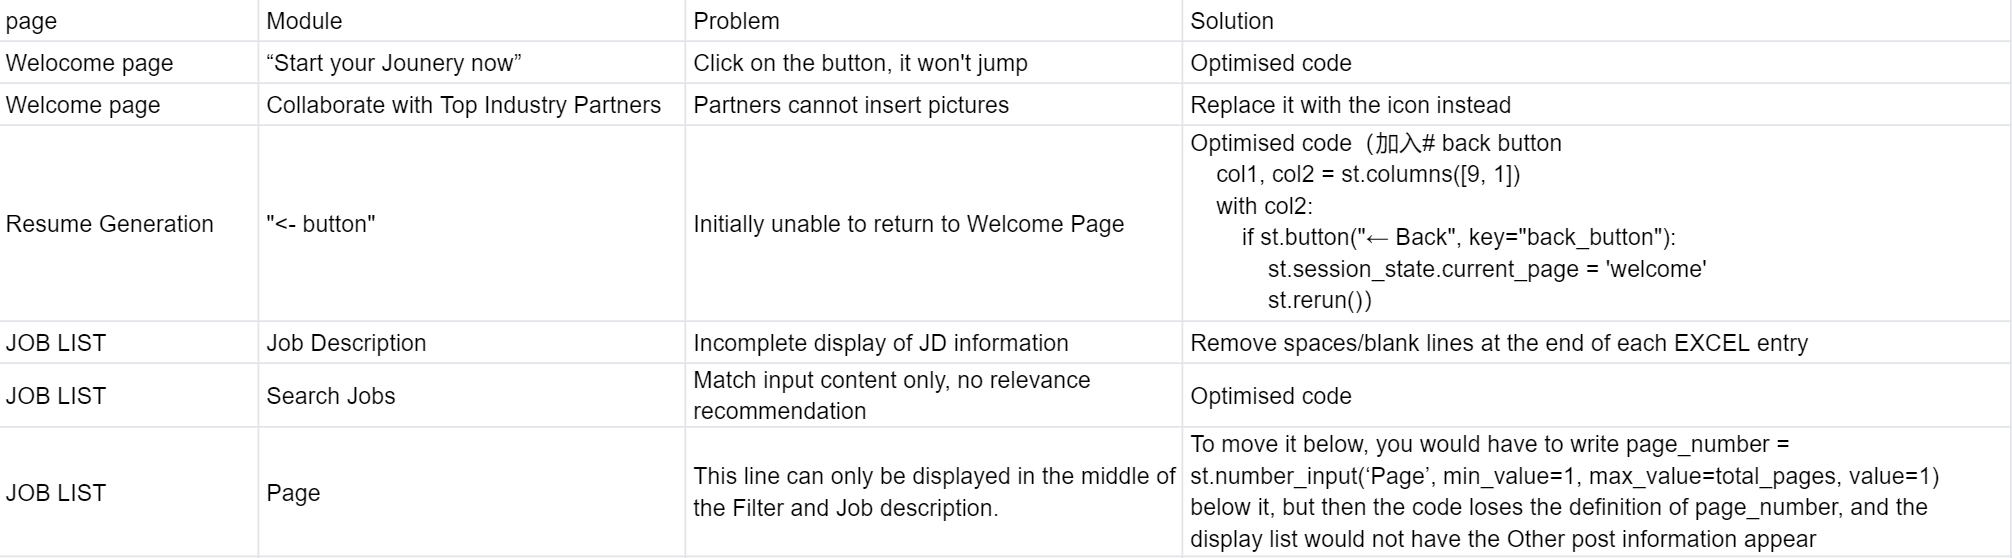 page Module Problem Solution
Welocome page “Start your Jounery now” Click on the button, it won't jump Optimised code
Welcome page Collaborate with Top Industry Partners Partners cannot insert pictures Replace it with the icon instead
Resume Generation "<- button" Initially unable to return to Welcome Page
Optimised code（加入# back button
col1, col2 = st.columns([9, 1])
with col2:
if st.button("← Back", key="back_button"):
st.session_state.current_page = 'welcome'
st.rerun()）
JOB LIST Job Description Incomplete display of JD information Remove spaces/blank lines at the end of each EXCEL entry
JOB LIST Search Jobs
Match input content only, no relevance
recommendation
Optimised code
JOB LIST Page
This line can only be displayed in the middle of
the Filter and Job description.
To move it below, you would have to write page_number =
st.number_input(‘Page’, min_value=1, max_value=total_pages, value=1)
below it, but then the code loses the definition of page_number, and the
display list would not have the Other post information appear